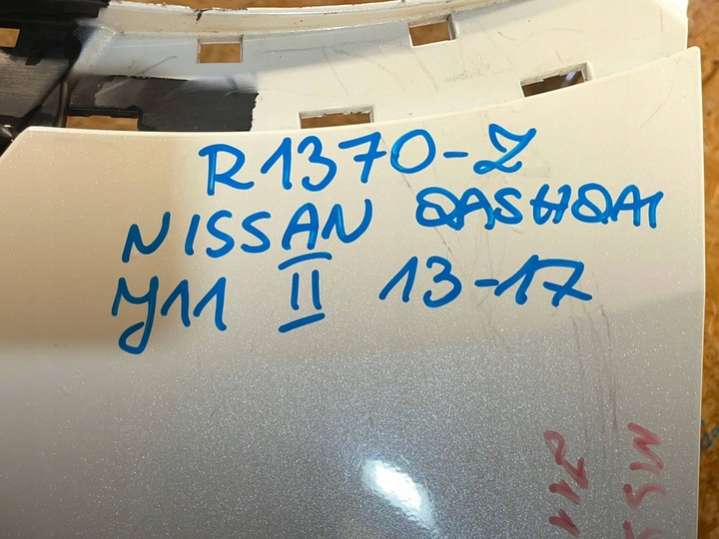 R1370-Z
NISSAN QASHQAI
J11 II 13-17